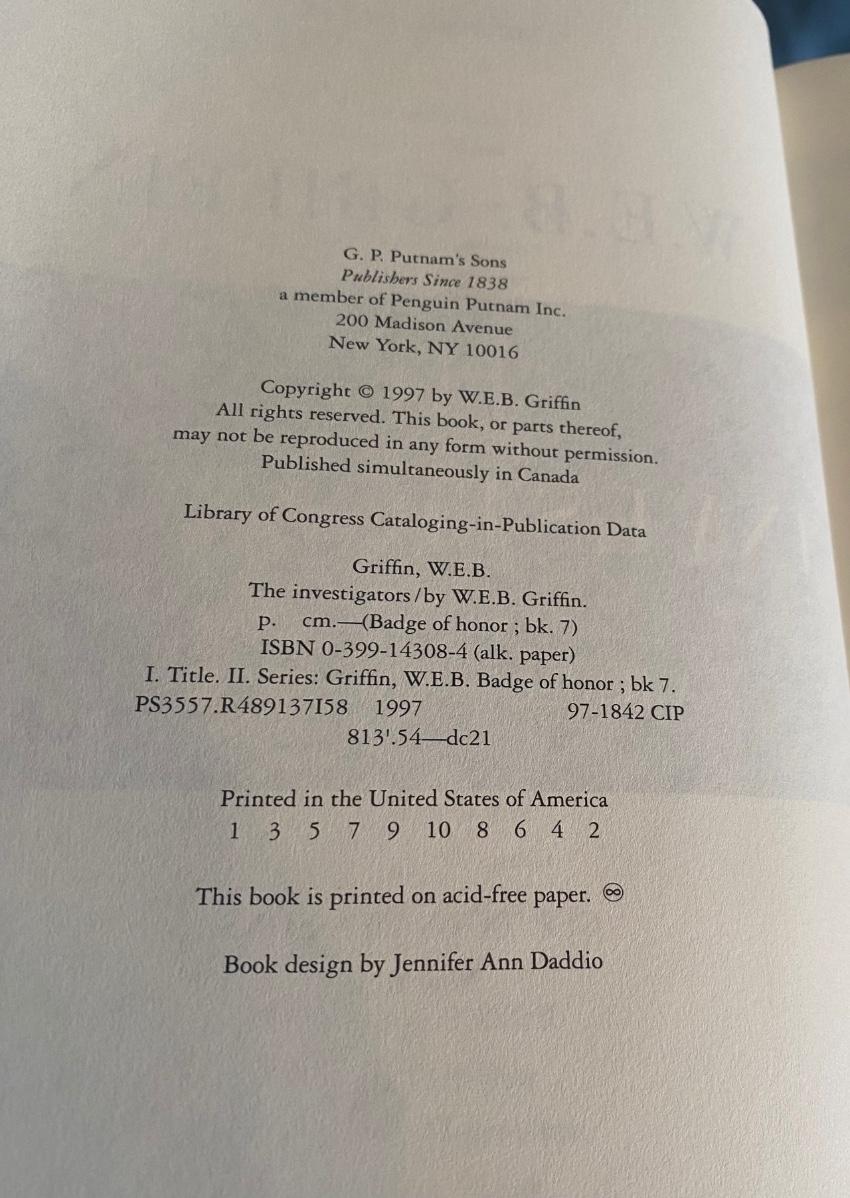 G. P. Putnam's Sons
Publishers Since 1838
a member of Penguin Putnam Inc.
200 Madison Avenue
New York, NY 10016
Copyright © 1997 by W.E.B. Griffin
All rights reserved. This book, or parts thereof,
may not be reproduced in any form without permission.
Published simultaneously in Canada
Library of Congress Cataloging-in-Publication Data
Griffin, W.E.B.
The investigators/by W.E.B. Griffin.
p. cm.—(Badge of honor ; bk. 7)
ISBN 0-399-14308-4 (alk. paper)
I. Title. II. Series: Griffin, W.E.B. Badge of honor ; bk 7.
PS3557.R489137I58 1997 97-1842 CIP
813'.54—dc21
Printed in the United States of America
1 3 5 7 9 10 8 6 4 2
This book is printed on acid-free paper. ♾
Book design by Jennifer Ann Daddio